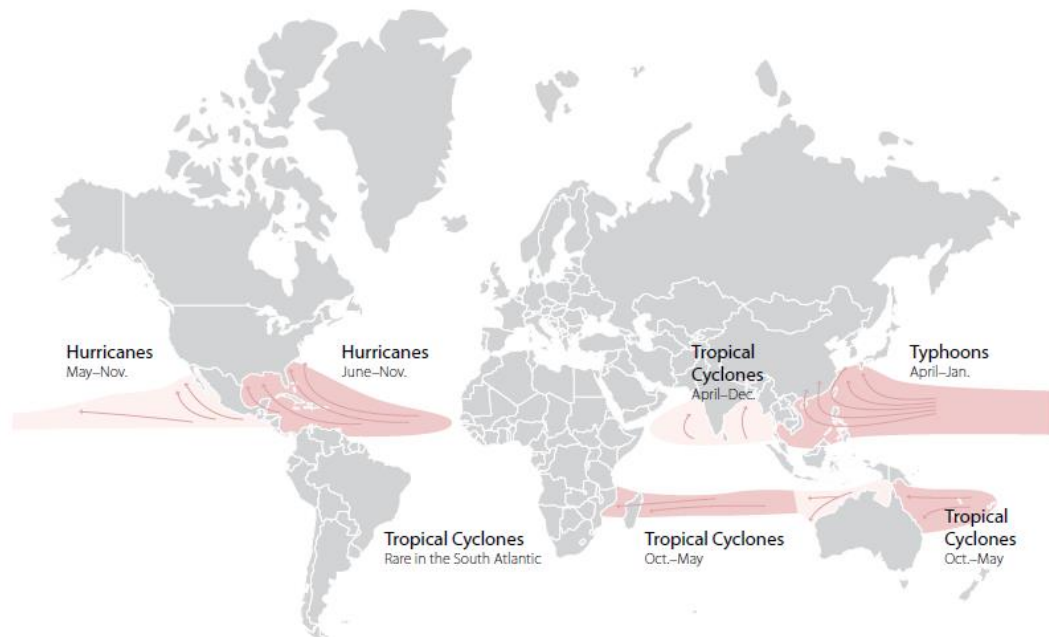 Hurricanes
May–Nov.
Hurricanes
June–Nov.
Tropical
Cyclones
April–Dec.
Typhoons
April–Jan.
Tropical Cyclones
Rare in the South Atlantic
Tropical Cyclones
Oct.–May
Tropical
Cyclones
Oct.–May